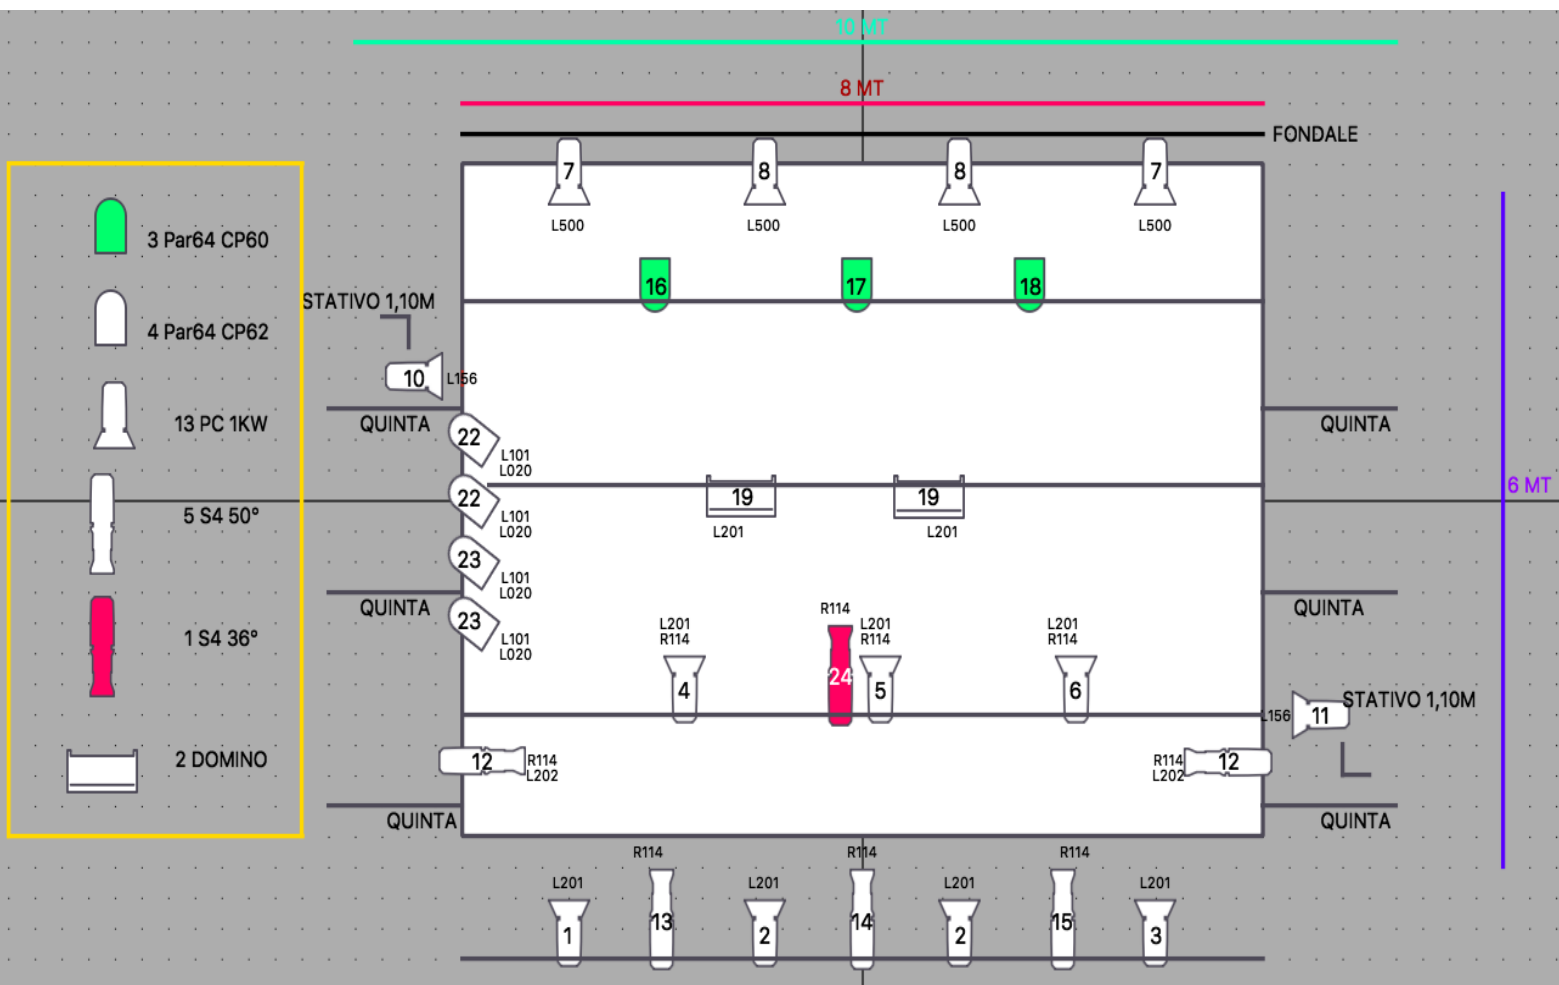 10 MT
8 MT
FONDALE
7
8
8
7
L500
L500
L500
L500
3 Par64 CP60
16
17
18
STATIVO 1,10M
4 Par64 CP62
10
L156
13 PC 1KW
QUINTA
QUINTA
22
L101
L020
6 MT
5 S4 50°
22
L101
L020
19
19
L201
L201
23
L101
L020
QUINTA
QUINTA
23
L101
L020
1 S4 36°
R114
L201
R114
L201
R114
L201
R114
4
24
5
6
STATIVO 1,10M
L156
11
2 DOMINO
12
R114
L202
R114
L202
12
QUINTA
QUINTA
R114
R114
R114
L201
L201
L201
L201
1
13
2
14
2
15
3